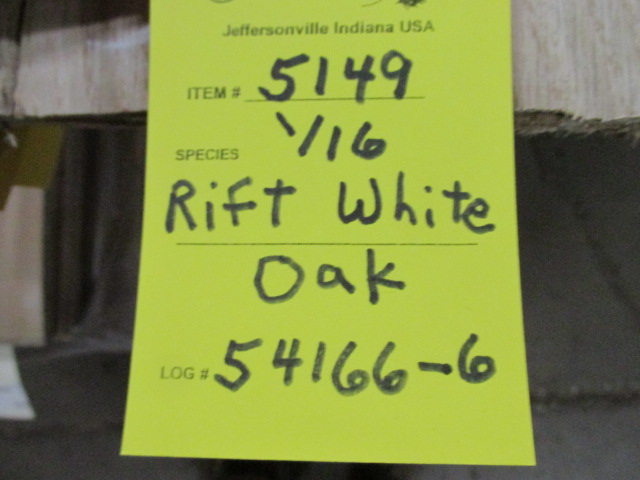 Jeffersonville Indiana USA
ITEM # 5149
1/16
SPECIES
Rift White
Oak
LOG # 54166-6